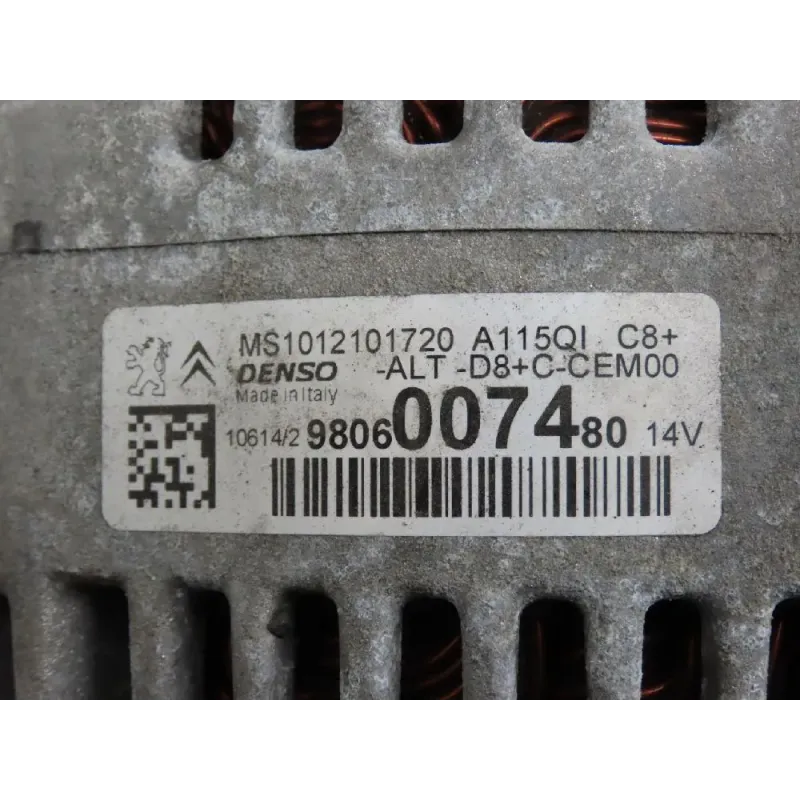 MS1012101720 A115QI C8+
DENSO -ALT -D8+C-CEM00
Made in Italy
10614/2 9806007480 14V